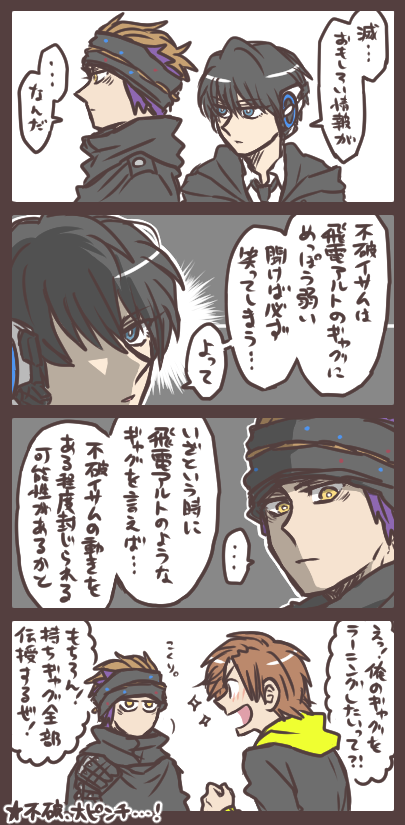 滅…
おもしろい情報が
…
なんだ
不破イサムは
飛電アルトのギャグに
めっぽう弱い
聞けば必ず
笑ってしまう…
よって
いざという時に
飛電アルトのような
ギャグを言えば…
不破イサムの動きを
ある程度封じられる
可能性があるかと
…
えっ!俺のギャグを
ラーニングしたいって?!
こくり。
もちろん!
持ちギャグ全部
伝授するぜ!
★不破、大ピンチ…!